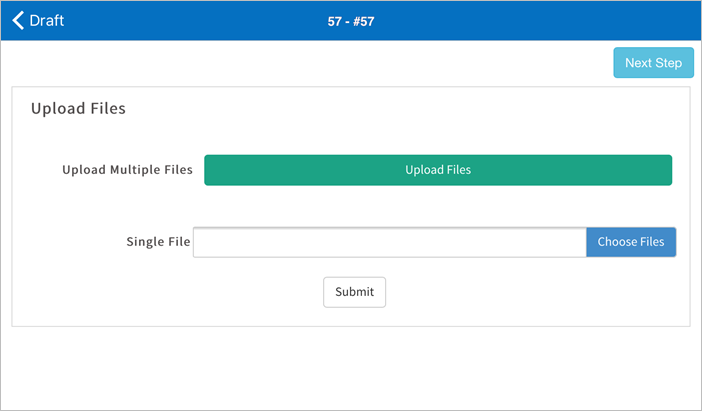 Draft
57 - #57
Next Step
Upload Files
Upload Multiple Files
Upload Files
Single File
Choose Files
Submit